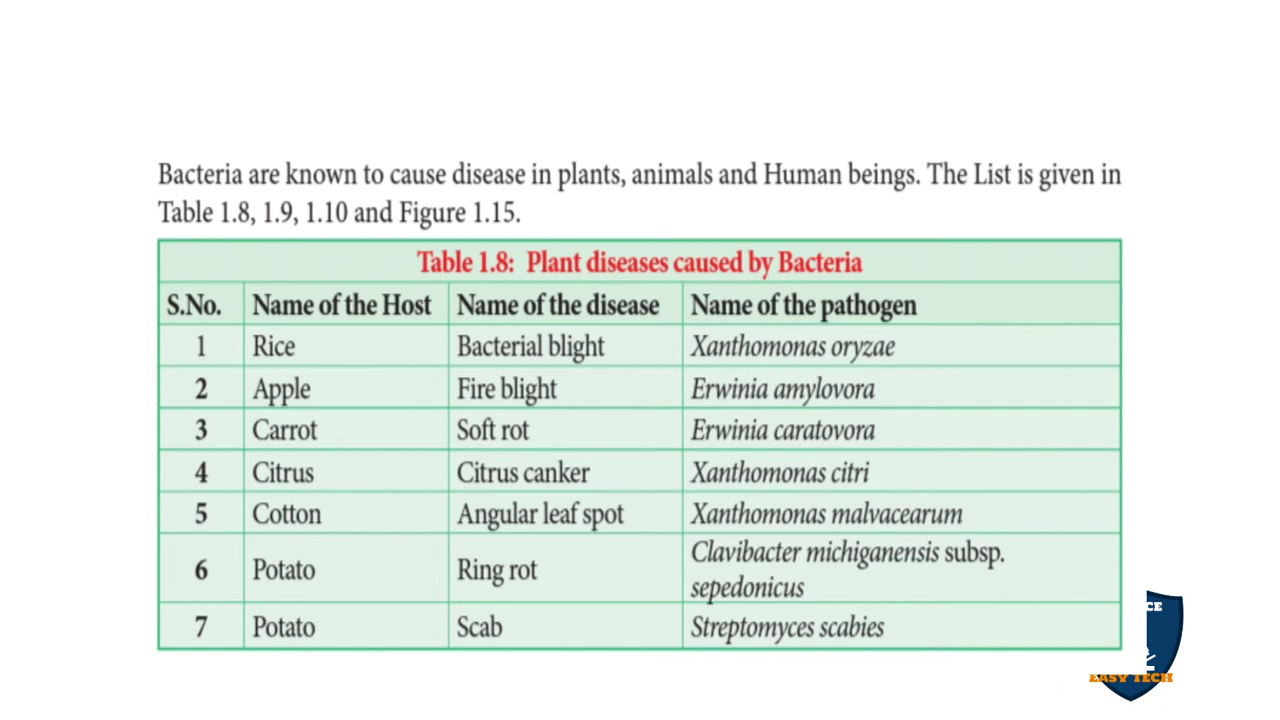 Bacteria are known to cause disease in plants, animals and Human beings. The List is given in
Table 1.8, 1.9, 1.10 and Figure 1.15.
Table 1.8: Plant diseases caused by Bacteria
S.No. Name of the Host Name of the disease Name of the pathogen
1 Rice Bacterial blight Xanthomonas oryzae
2 Apple Fire blight Erwinia amylovora
3 Carrot Soft rot Erwinia caratovora
4 Citrus Citrus canker Xanthomonas citri
5 Cotton Angular leaf spot Xanthomonas malvacearum
6 Potato Ring rot Clavibacter michiganensis subsp.
sepedonicus
7 Potato Scab Streptomyces scabies
CE
EASY TECH